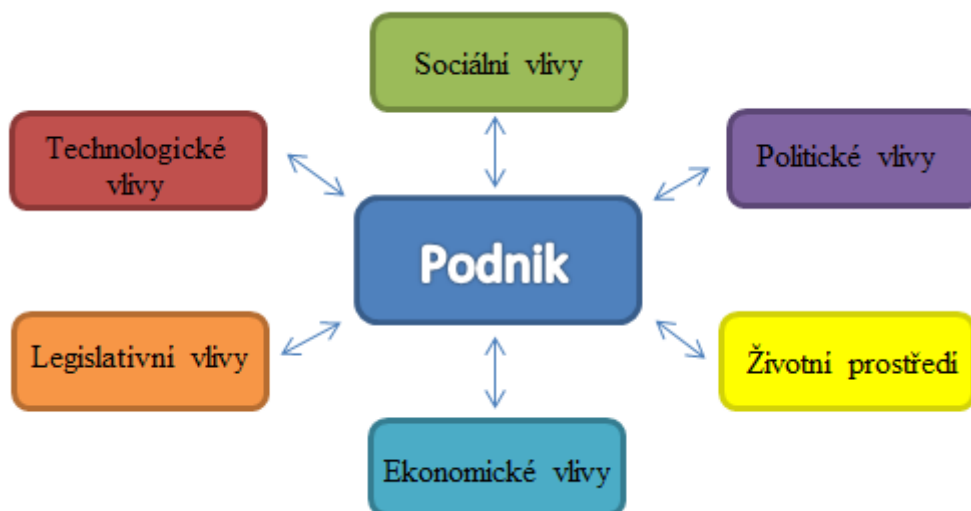 Sociální vlivy
Technologické
vlivy
Politické vlivy
Podnik
Legislativní vlivy
Životní prostředí
Ekonomické vlivy